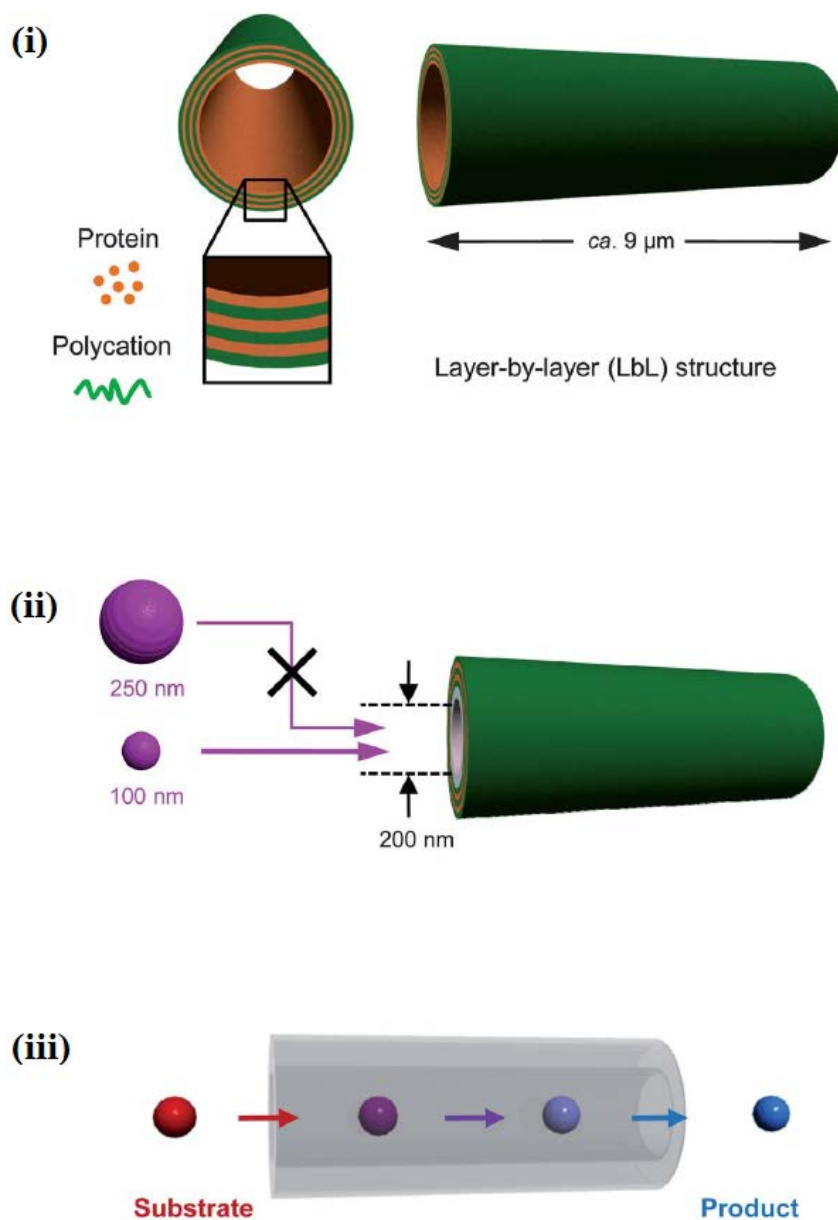 (i)
Protein
Polycation
ca. 9 µm
Layer-by-layer (LbL) structure
(ii)
250 nm
100 nm
200 nm
(iii)
Substrate
Product